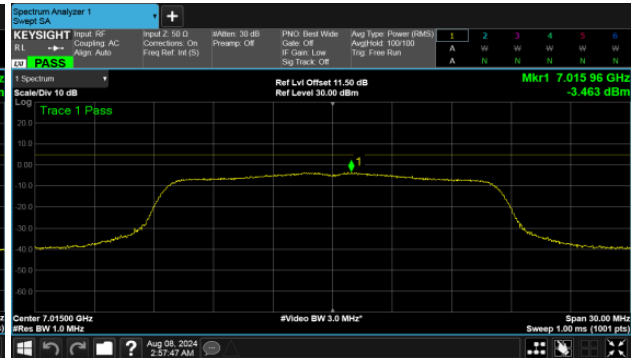 Spectrum Analyzer 1
Swept SA
+
KEYSIGHT Input: RF Input Z: 50 Ω #Atten: 30 dB PNO: Best Wide Avg Type: Power (RMS) 1 2 3 4 5 6
RL Coupling: AC Corrections: On Preamp: Off Gate: Off Avg|Hold: 100/100 A W W W W W
Align: Auto Freq Ref: Int (S) IF Gain: Low Trig: Free Run
LXI PASS Sig Track: Off A N N N N N
1 Spectrum Ref Lvl Offset 11.50 dB Mkr1 7.015 96 GHz
Scale/Div 10 dB Ref Level 30.00 dBm -3.463 dBm
Log Trace 1 Pass
20.0
10.0
0.00
1
-10.0
-20.0
-30.0
-40.0
-50.0
-60.0
Center 7.01500 GHz #Video BW 3.0 MHz* Span 30.00 MHz
#Res BW 1.0 MHz Sweep 1.00 ms (1001 pts)
? Aug 08, 2024
2:57:47 AM